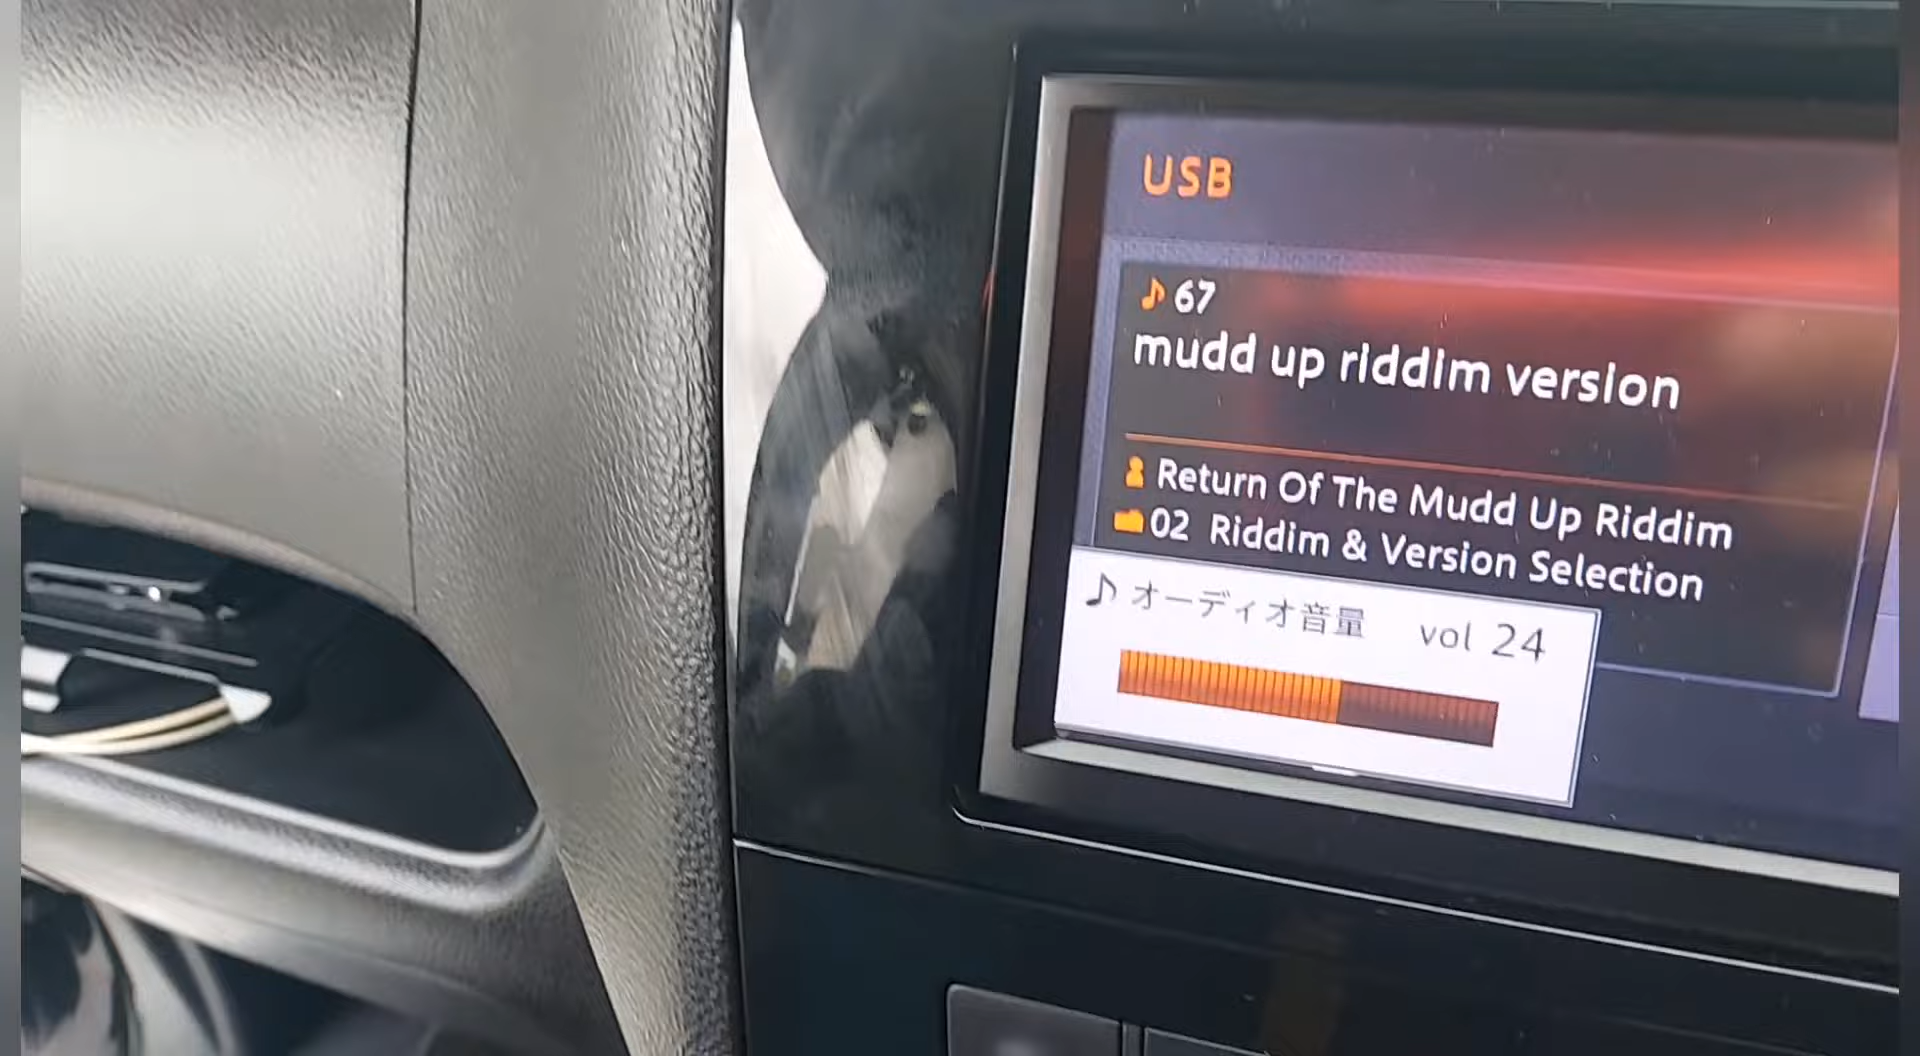 USB
♪ 67
mudd up riddim version
Return Of The Mudd Up Riddim
02 Riddim & Version Selection
♪ オーディオ音量 vol 24